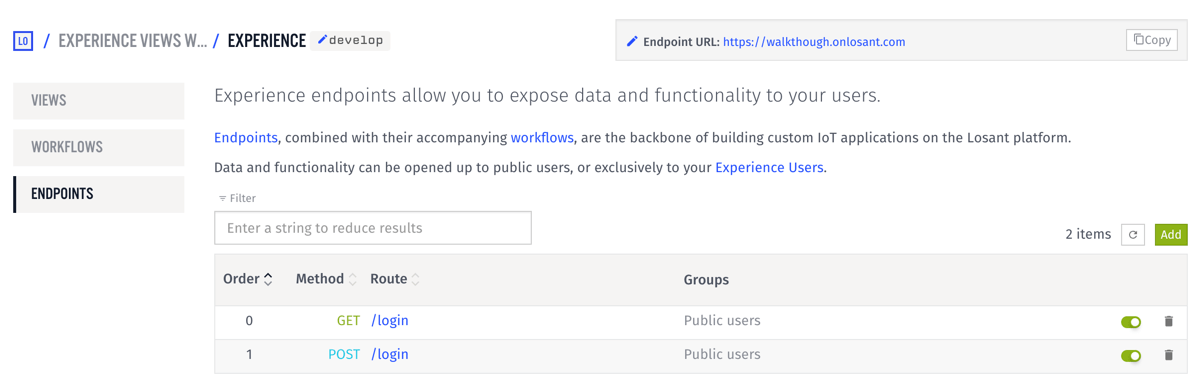 LO / EXPERIENCE VIEWS W... / EXPERIENCE develop
Endpoint URL: https://walkthough.onlosant.com Copy
VIEWS
WORKFLOWS
ENDPOINTS
Experience endpoints allow you to expose data and functionality to your users.
Endpoints, combined with their accompanying workflows, are the backbone of building custom IoT applications on the Losant platform.
Data and functionality can be opened up to public users, or exclusively to your Experience Users.
Filter
Enter a string to reduce results
2 items Add
Order Method Route Groups
0 GET /login Public users
1 POST /login Public users